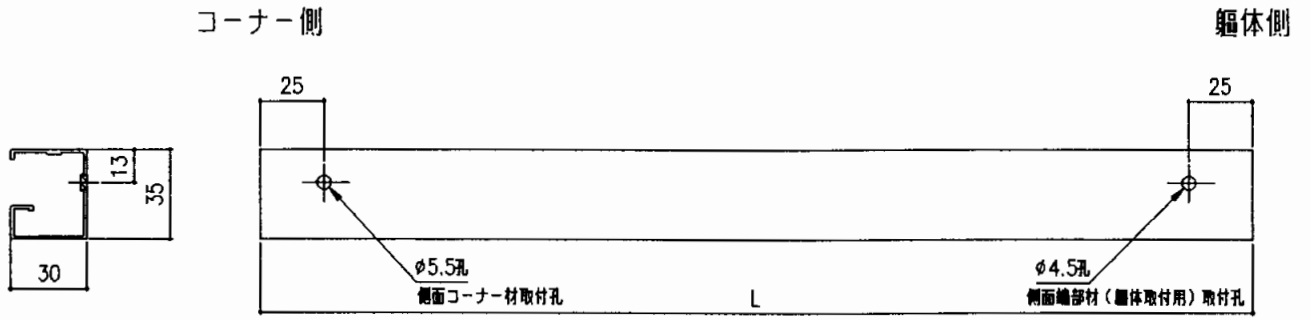 コーナー側
躯体側
25
25
13
35
30
φ5.5孔
側面コーナー材取付孔
L
φ4.5孔
側面端部材(躯体取付用)取付孔